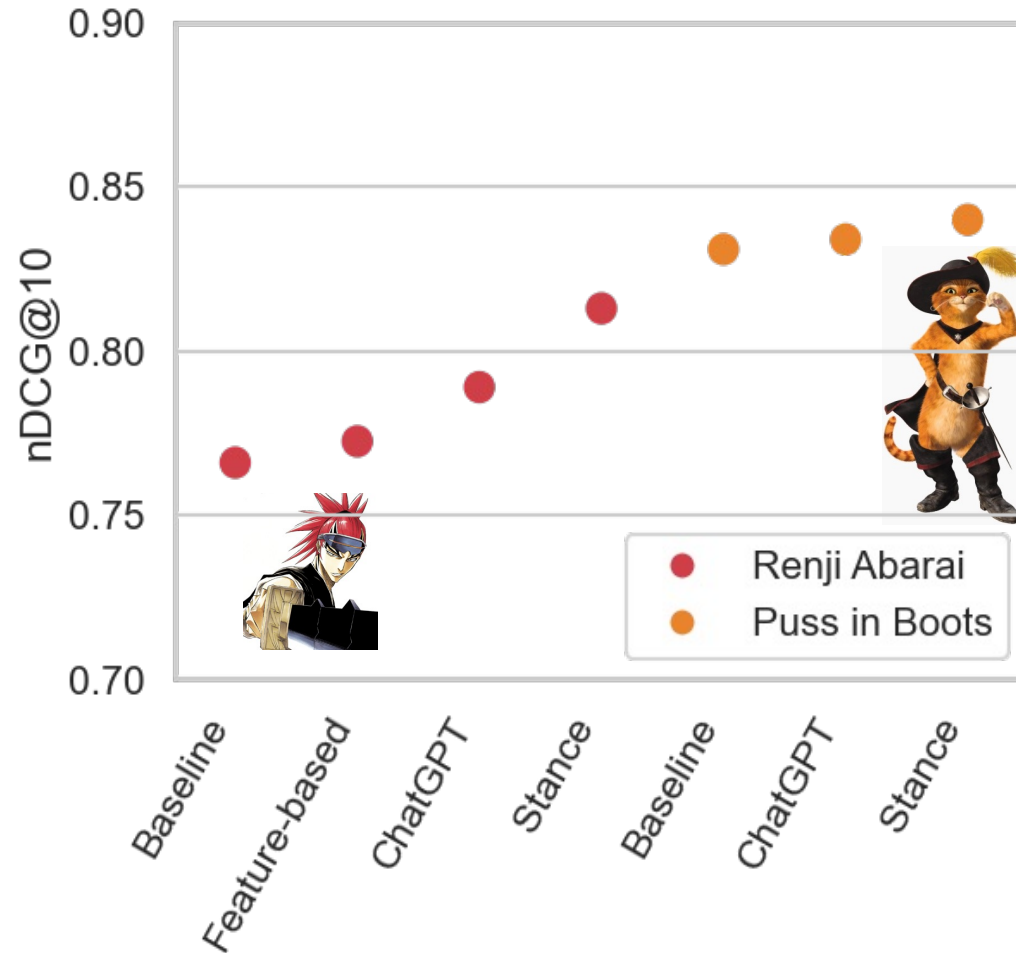 0.90
0.85
0.80
0.75
0.70
nDCG@10
Renji Abarai
Puss in Boots
Baseline
Feature-based
ChatGPT
Stance
Baseline
ChatGPT
Stance